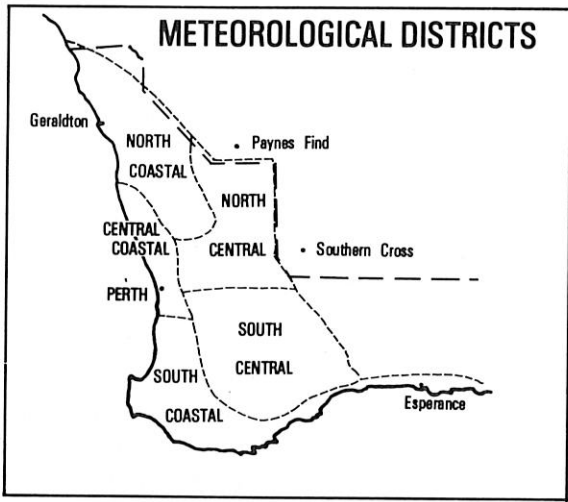 METEOROLOGICAL DISTRICTS
Geraldton
Paynes Find
NORTH
COASTAL
NORTH
CENTRAL
CENTRAL
COASTAL
Southern Cross
PERTH
SOUTH
CENTRAL
SOUTH
COASTAL
Esperance